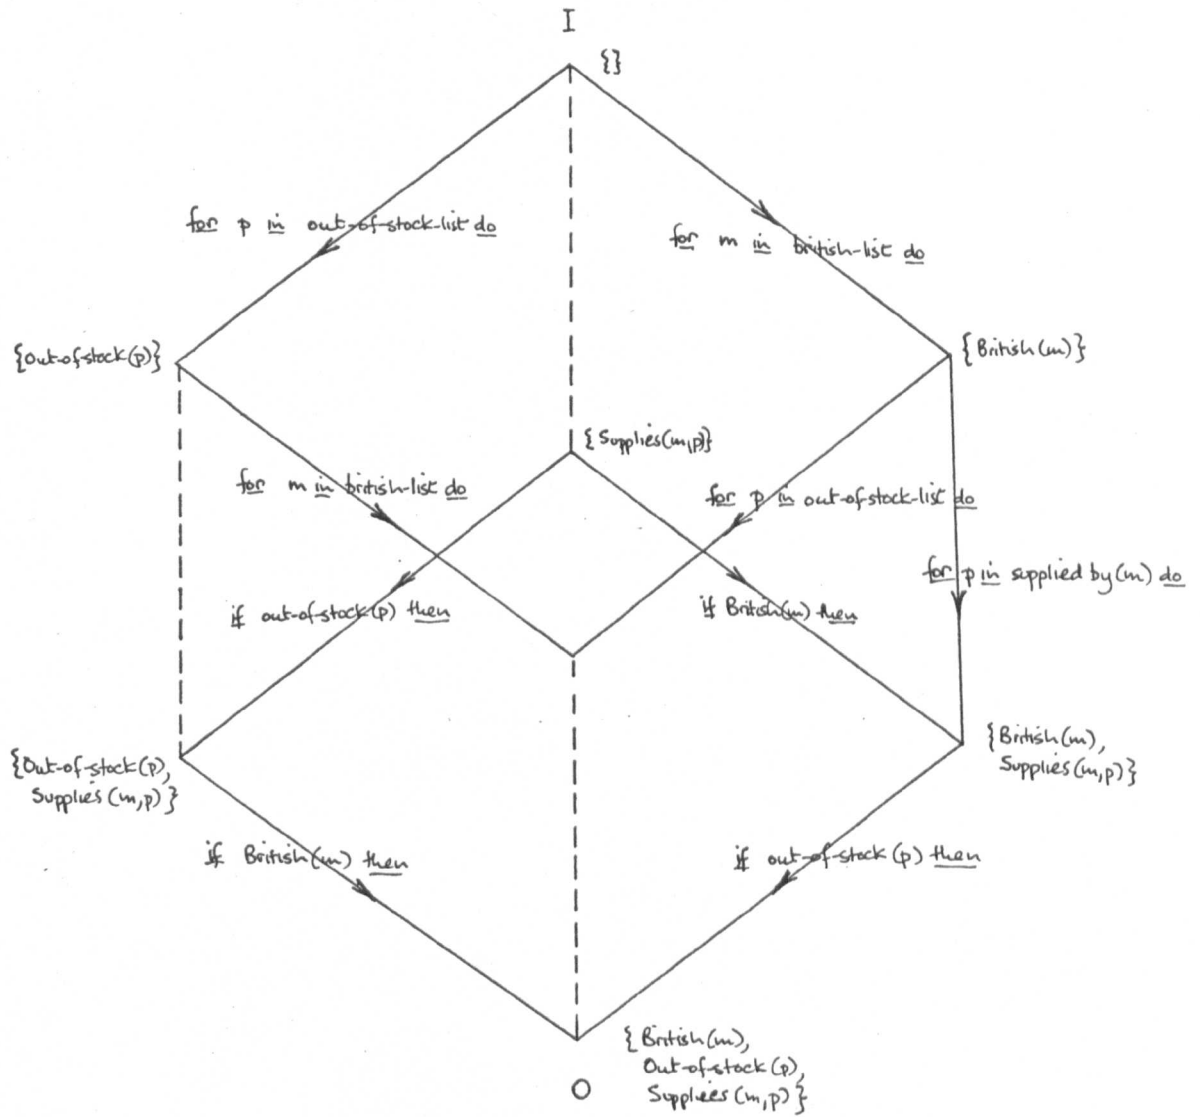 I
{}
for p in out-of-stock-list do
for m in british-list do
{Out-of-stock(p)}
{British(m)}
{Supplies(m,p)}
for m in british-list do
for p in out-of-stock-list do
for p in supplied by (m) do
if out-of-stock(p) then
if British(m) then
{Out-of-stock(p),
Supplies(m,p)}
{British(m),
Supplies(m,p)}
if British(m) then
if out-of-stock(p) then
{British(m),
Out-of-stock(p),
Suppliees(m,p)}
O